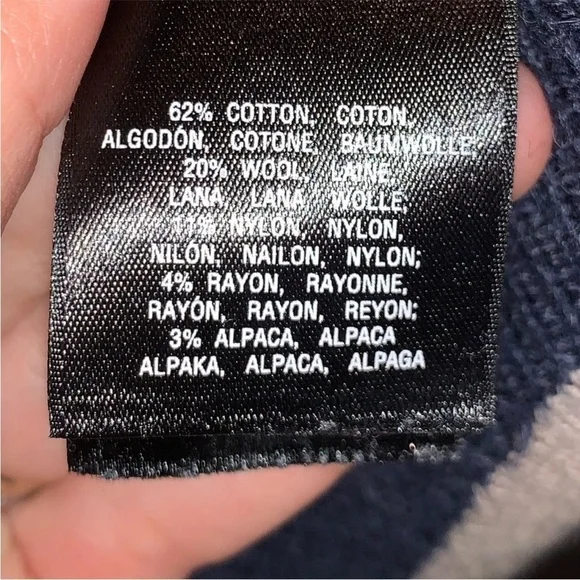 62% COTTON, COTON,
ALGODÓN, COTONE BAUMWOLLE
20% WOOL, LAINE
LANA, LANA WOLLE.
11% NYLON, NYLON,
NILÓN, NAILON, NYLON;
4% RAYON, RAYONNE,
RAYÓN, RAYON, REYON;
3% ALPACA, ALPACA
ALPAKA, ALPACA, ALPAGA